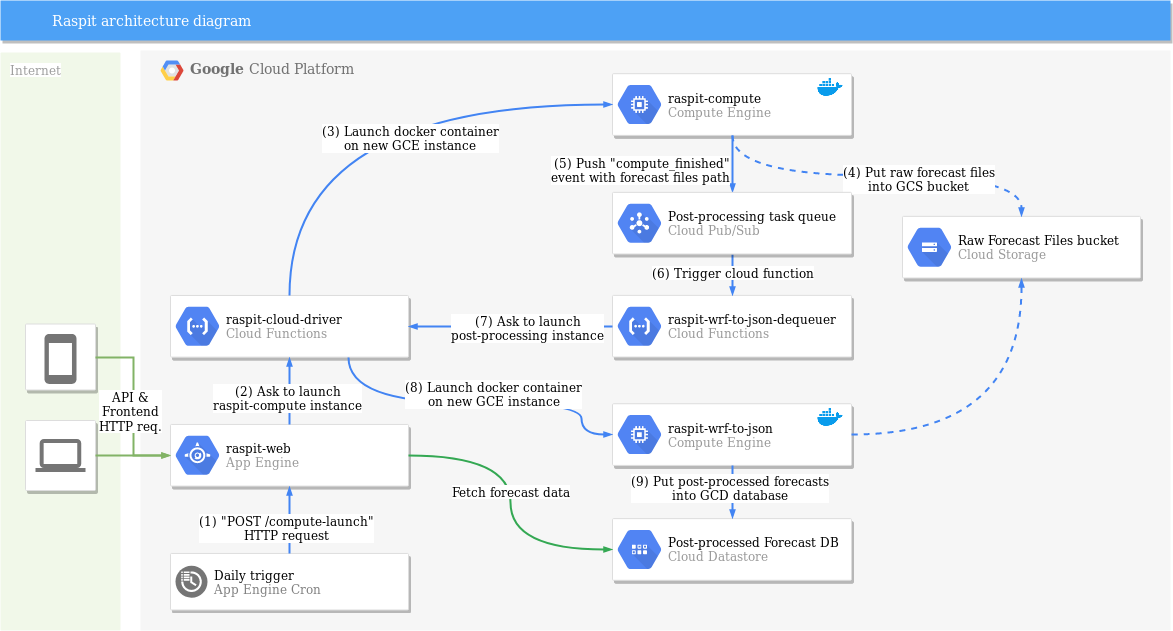 Raspit architecture diagram
Internet
Google Cloud Platform
raspit-compute
Compute Engine
(3) Launch docker container
on new GCE instance
(5) Push "compute_finished"
event with forecast files path
(4) Put raw forecast files
into GCS bucket
Post-processing task queue
Cloud Pub/Sub
Raw Forecast Files bucket
Cloud Storage
(6) Trigger cloud function
raspit-cloud-driver
Cloud Functions
(7) Ask to launch
post-processing instance
raspit-wrf-to-json-dequeuer
Cloud Functions
(2) Ask to launch
raspit-compute instance
(8) Launch docker container
on new GCE instance
API &
Frontend
HTTP req.
raspit-web
App Engine
raspit-wrf-to-json
Compute Engine
Fetch forecast data
(9) Put post-processed forecasts
into GCD database
(1) "POST /compute-launch"
HTTP request
Post-processed Forecast DB
Cloud Datastore
Daily trigger
App Engine Cron